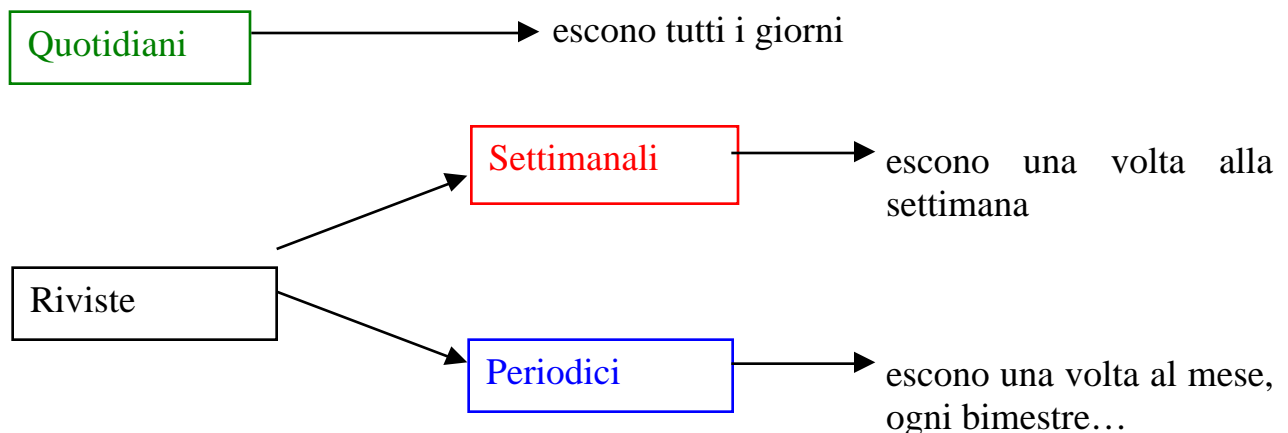 Quotidiani
escono tutti i giorni
Settimanali
escono una volta alla
settimana
Riviste
Periodici
escono una volta al mese,
ogni bimestre…